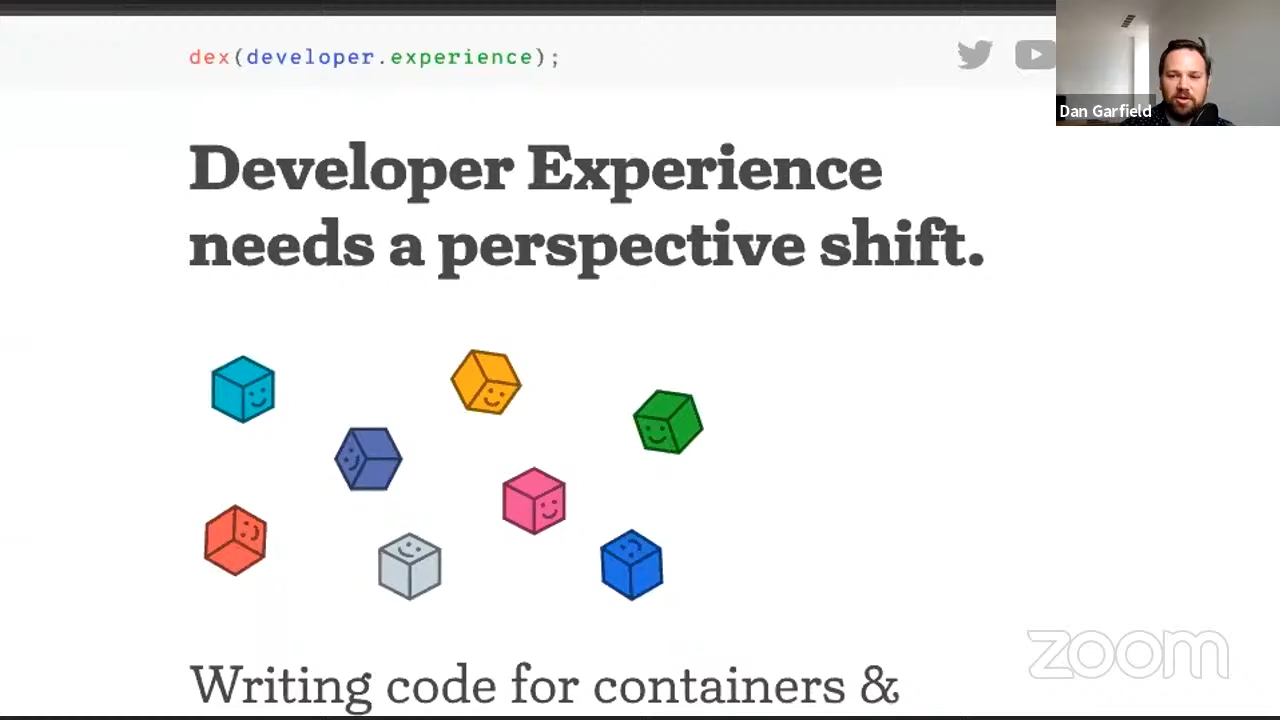 dex(developer.experience);
Dan Garfield
Developer Experience
needs a perspective shift.
zoom
Writing code for containers &